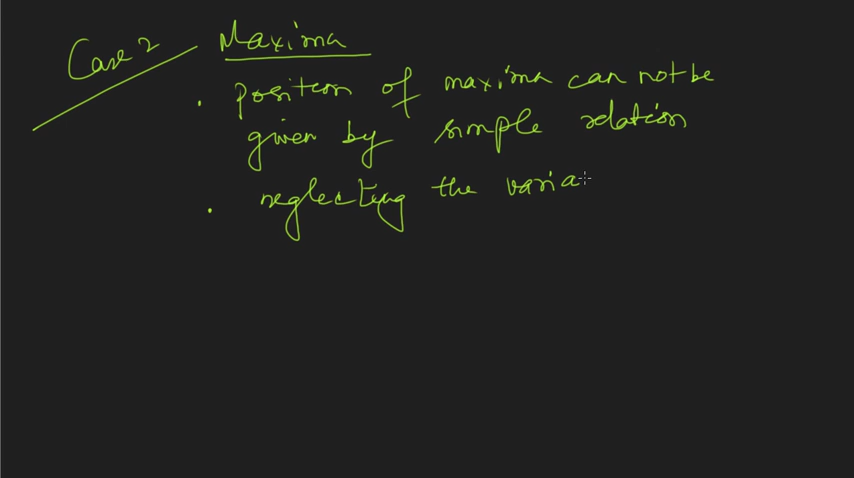 Case 2 Maxima
. position of maxima can not be
given by simple relation
. neglecting the varia